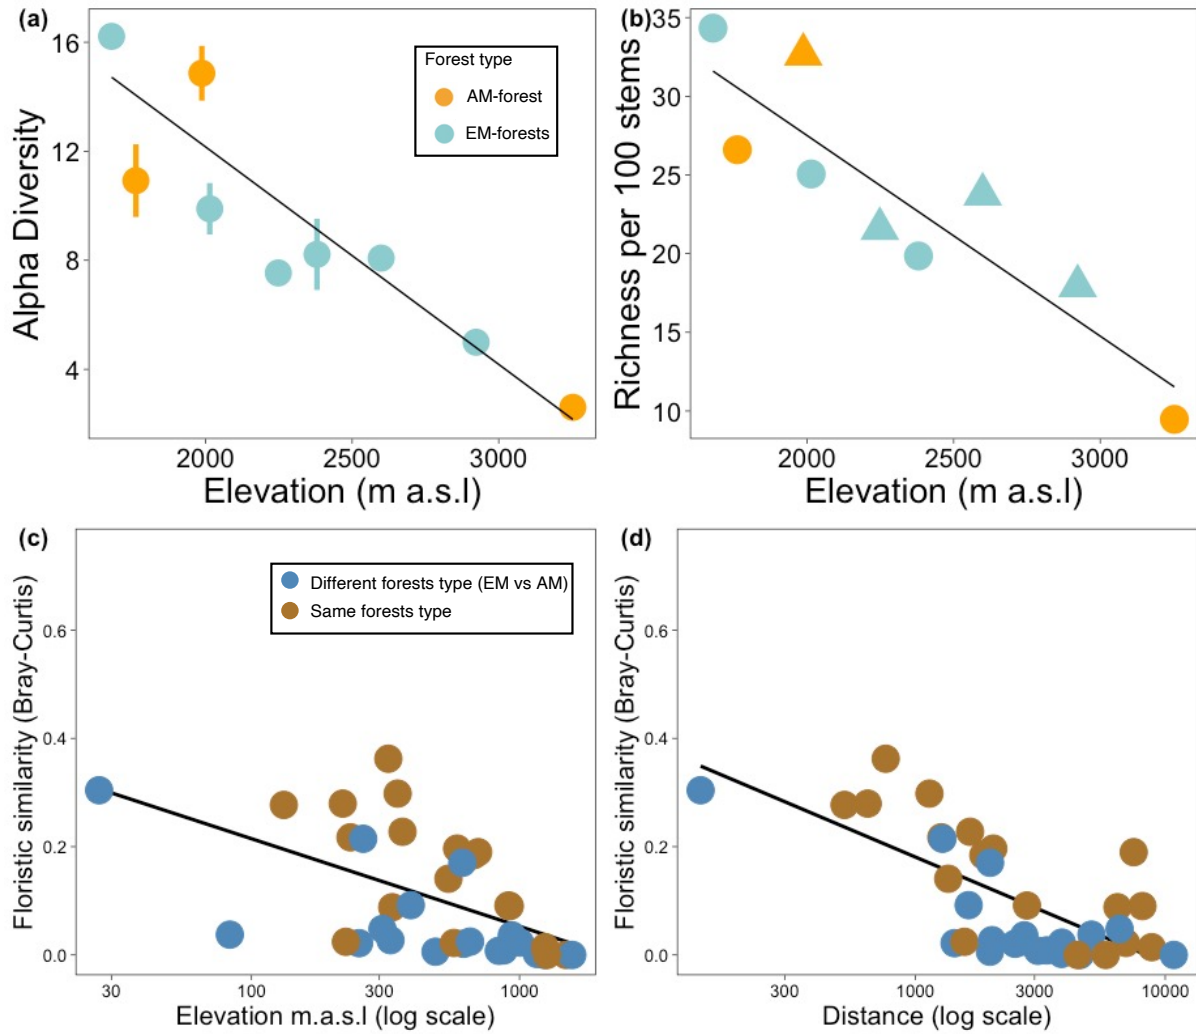 (a)
16
12
8
4
Alpha Diversity
Forest type
AM-forest
EM-forests
2000
2500
3000
Elevation (m a.s.l)
(b)
35
30
25
20
15
10
Richness per 100 stems
2000
2500
3000
Elevation (m a.s.l)
(c)
0.6
0.4
0.2
0.0
Floristic similarity (Bray-Curtis)
Different forests type (EM vs AM)
Same forests type
30
100
300
1000
Elevation m.a.s.l (log scale)
(d)
0.6
0.4
0.2
0.0
Floristic similarity (Bray-Curtis)
300
1000
3000
10000
Distance (log scale)